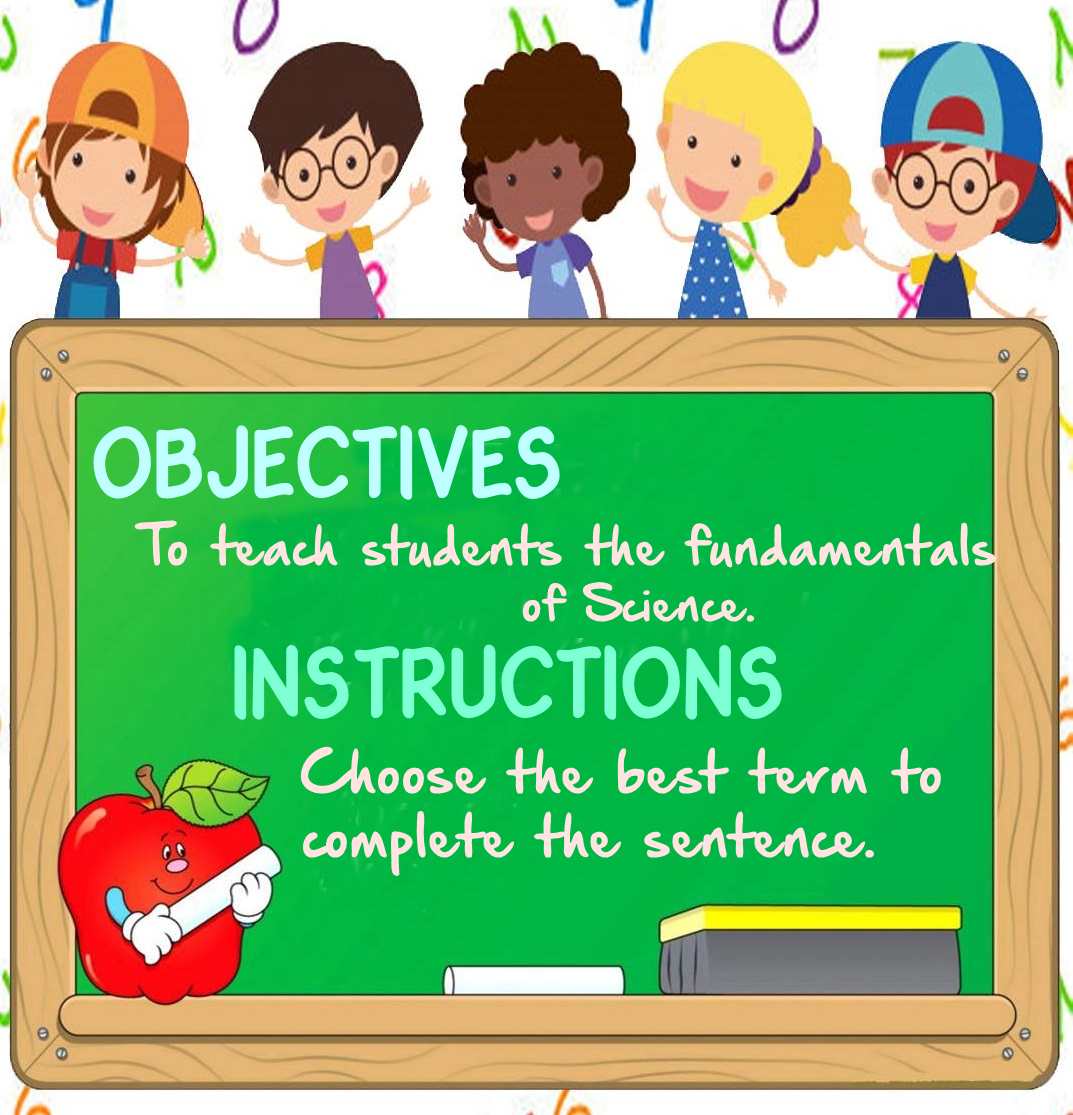 OBJECTIVES
To teach students the fundamentals
of Science.
INSTRUCTIONS
Choose the best term to
complete the sentence.